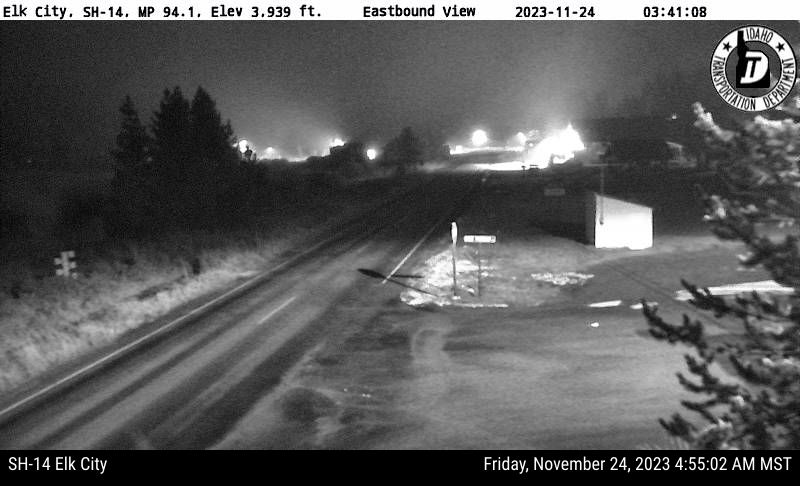 Elk City, SH-14, MP 94.1, Elev 3,939 ft. Eastbound View 2023-11-24 03:41:08
IDAHO
TRANSPORTATION DEPARTMENT
SH-14 Elk City Friday, November 24, 2023 4:55:02 AM MST